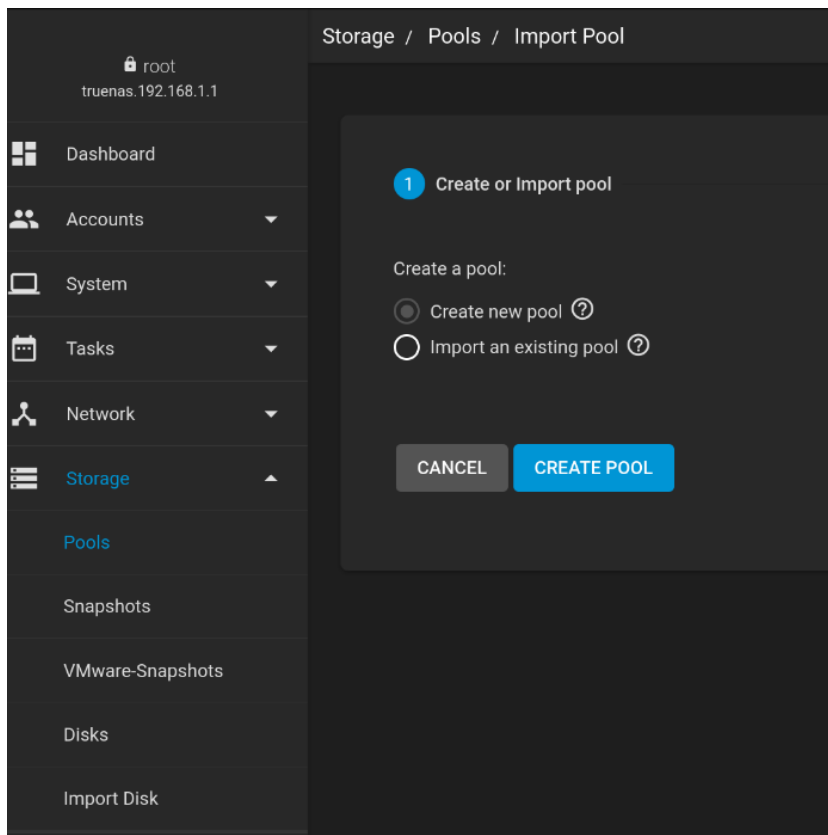 Storage / Pools / Import Pool
root
truenas.192.168.1.1
Dashboard
Accounts
System
Tasks
Network
Storage
Pools
Snapshots
VMware-Snapshots
Disks
Import Disk
1 Create or Import pool
Create a pool:
Create new pool ?
Import an existing pool ?
CANCEL CREATE POOL